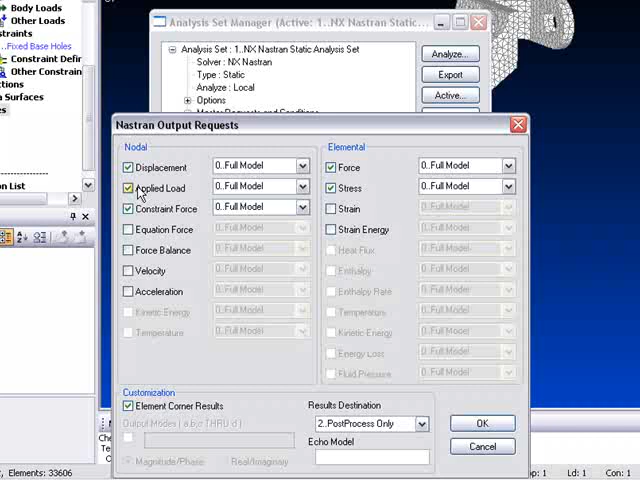 Body Loads
Other Loads
straints
..Fixed Base Holes
Constraint Defir
Other Constrain
ctions
a Surfaces
es
on List
, Elements: 33606
Analysis Set Manager (Active: 1..NX Nastran Static...
Analysis Set : 1..NX Nastran Static Analysis Set
Solver : NX Nastran
Type : Static
Analyze : Local
Options
Master Requests and Conditions
Analyze...
Export
Active...
Nastran Output Requests
Nodal
Displacement 0..Full Model
Applied Load 0..Full Model
Constraint Force 0..Full Model
Equation Force 0..Full Model
Force Balance 0..Full Model
Velocity 0..Full Model
Acceleration 0..Full Model
Kinetic Energy 0..Full Model
Temperature 0..Full Model
Elemental
Force 0..Full Model
Stress 0..Full Model
Strain 0..Full Model
Strain Energy 0..Full Model
Heat Flux 0..Full Model
Enthalpy 0..Full Model
Enthalpy Rate 0..Full Model
Temperature 0..Full Model
Kinetic Energy 0..Full Model
Energy Loss 0..Full Model
Fluid Pressure 0..Full Model
Customization
Element Corner Results
Output Modes ( a,b,c THRU d )
Magnitude/Phase Real/Imaginary
Results Destination
2..PostProcess Only
Echo Model
OK
Cancel
op: 1 Ld: 1 Con: 1